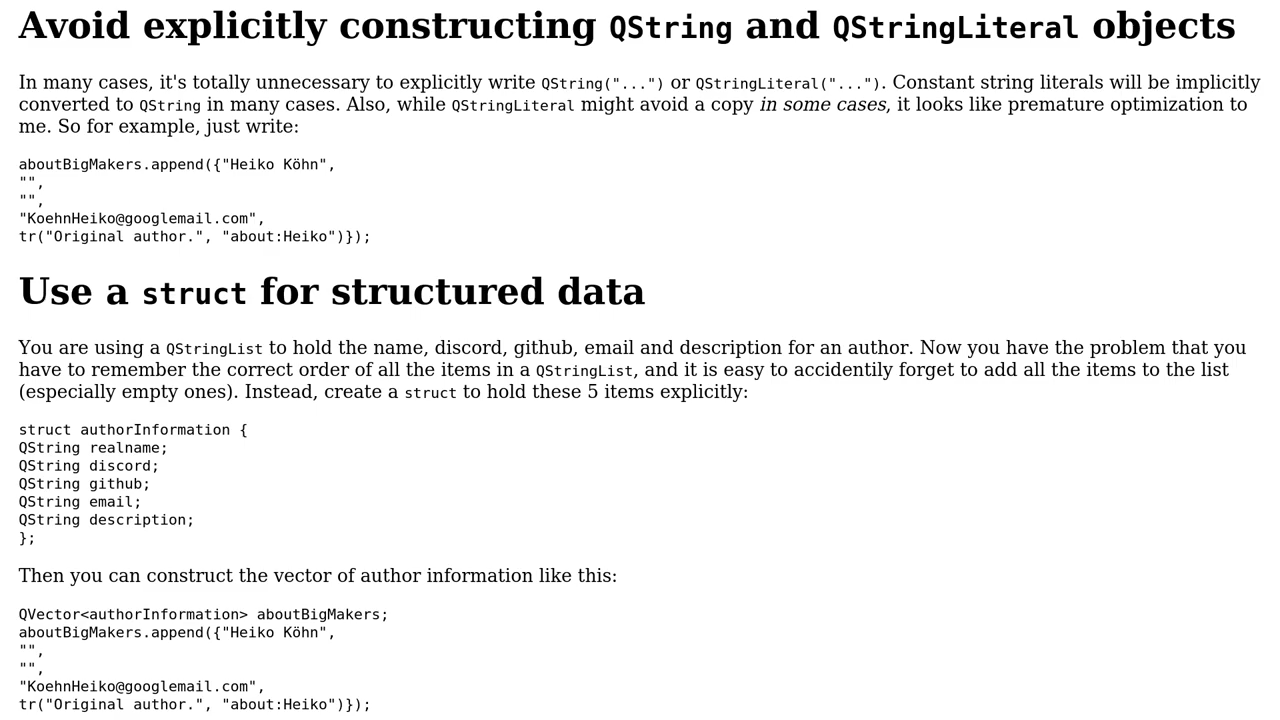 Avoid explicitly constructing QString and QStringLiteral objects
In many cases, it's totally unnecessary to explicitly write QString("...") or QStringLiteral("..."). Constant string literals will be implicitly
converted to QString in many cases. Also, while QStringLiteral might avoid a copy in some cases, it looks like premature optimization to
me. So for example, just write:
aboutBigMakers.append({"Heiko Köhn",
"",
"",
"KoehnHeiko@googlemail.com",
tr("Original author.", "about:Heiko")});
Use a struct for structured data
You are using a QStringList to hold the name, discord, github, email and description for an author. Now you have the problem that you
have to remember the correct order of all the items in a QStringList, and it is easy to accidentily forget to add all the items to the list
(especially empty ones). Instead, create a struct to hold these 5 items explicitly:
struct authorInformation {
QString realname;
QString discord;
QString github;
QString email;
QString description;
};
Then you can construct the vector of author information like this:
QVector<authorInformation> aboutBigMakers;
aboutBigMakers.append({"Heiko Köhn",
"",
"",
"KoehnHeiko@googlemail.com",
tr("Original author.", "about:Heiko")});